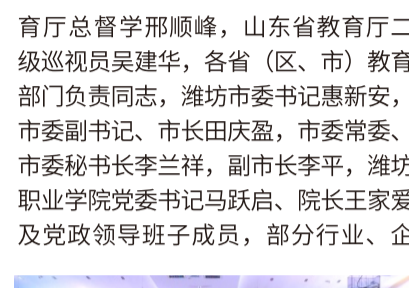 育厅总督学邢顺峰，山东省教育厅二
级巡视员吴建华，各省（区、市）教育
部门负责同志，潍坊市委书记惠新安，
市委副书记、市长田庆盈，市委常委、
市委秘书长李兰祥，副市长李平，潍坊
职业学院党委书记马跃启、院长王家爱
及党政领导班子成员，部分行业、企